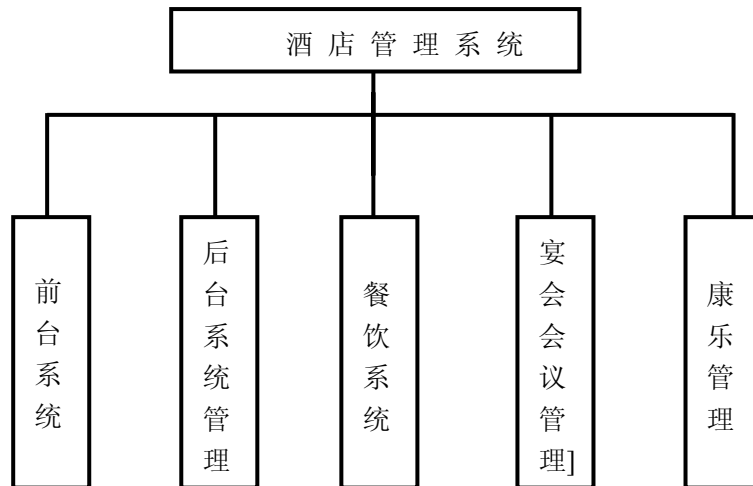 酒店管理系统
前台系统
后台系统管理
餐饮系统
宴会会议管理]
康乐管理